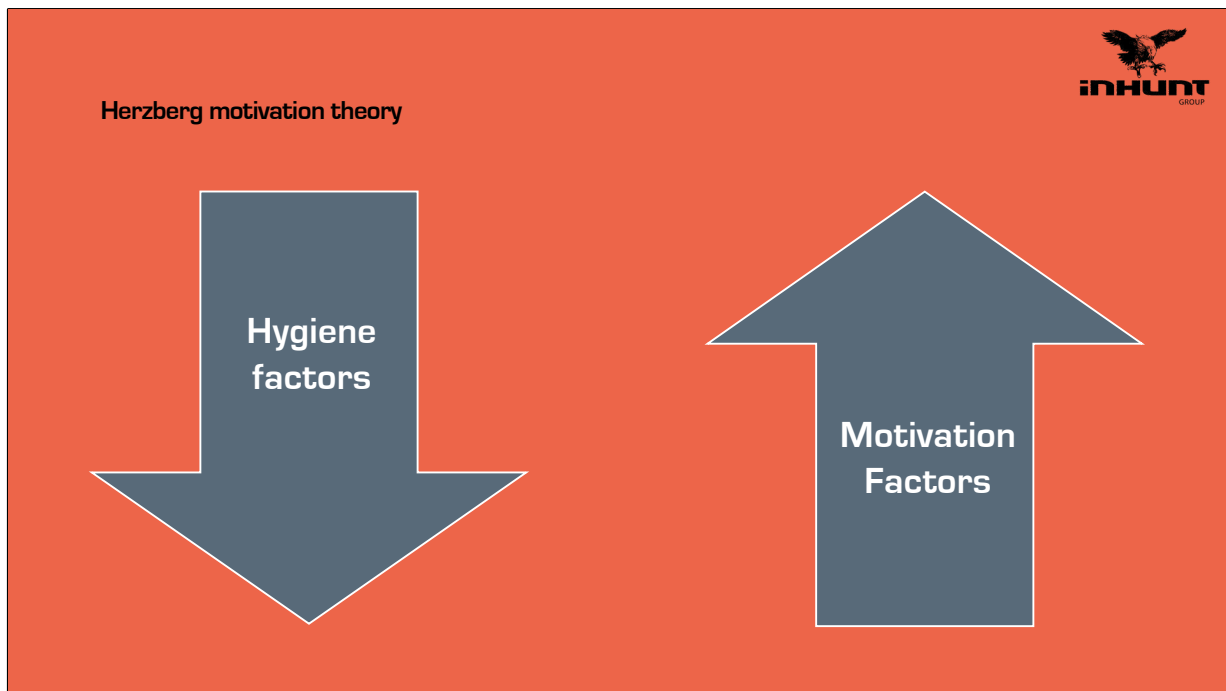 iNHUNT
GROUP
Herzberg motivation theory
Hygiene
factors
Motivation
Factors